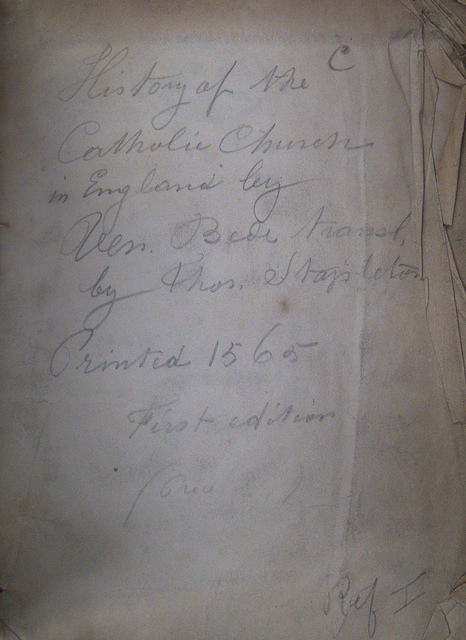 C
History of the
Catholic Church
in England by
Ven. Bede transl.
by Thos. Stapleton
Printed 1565
First edition
Ref I